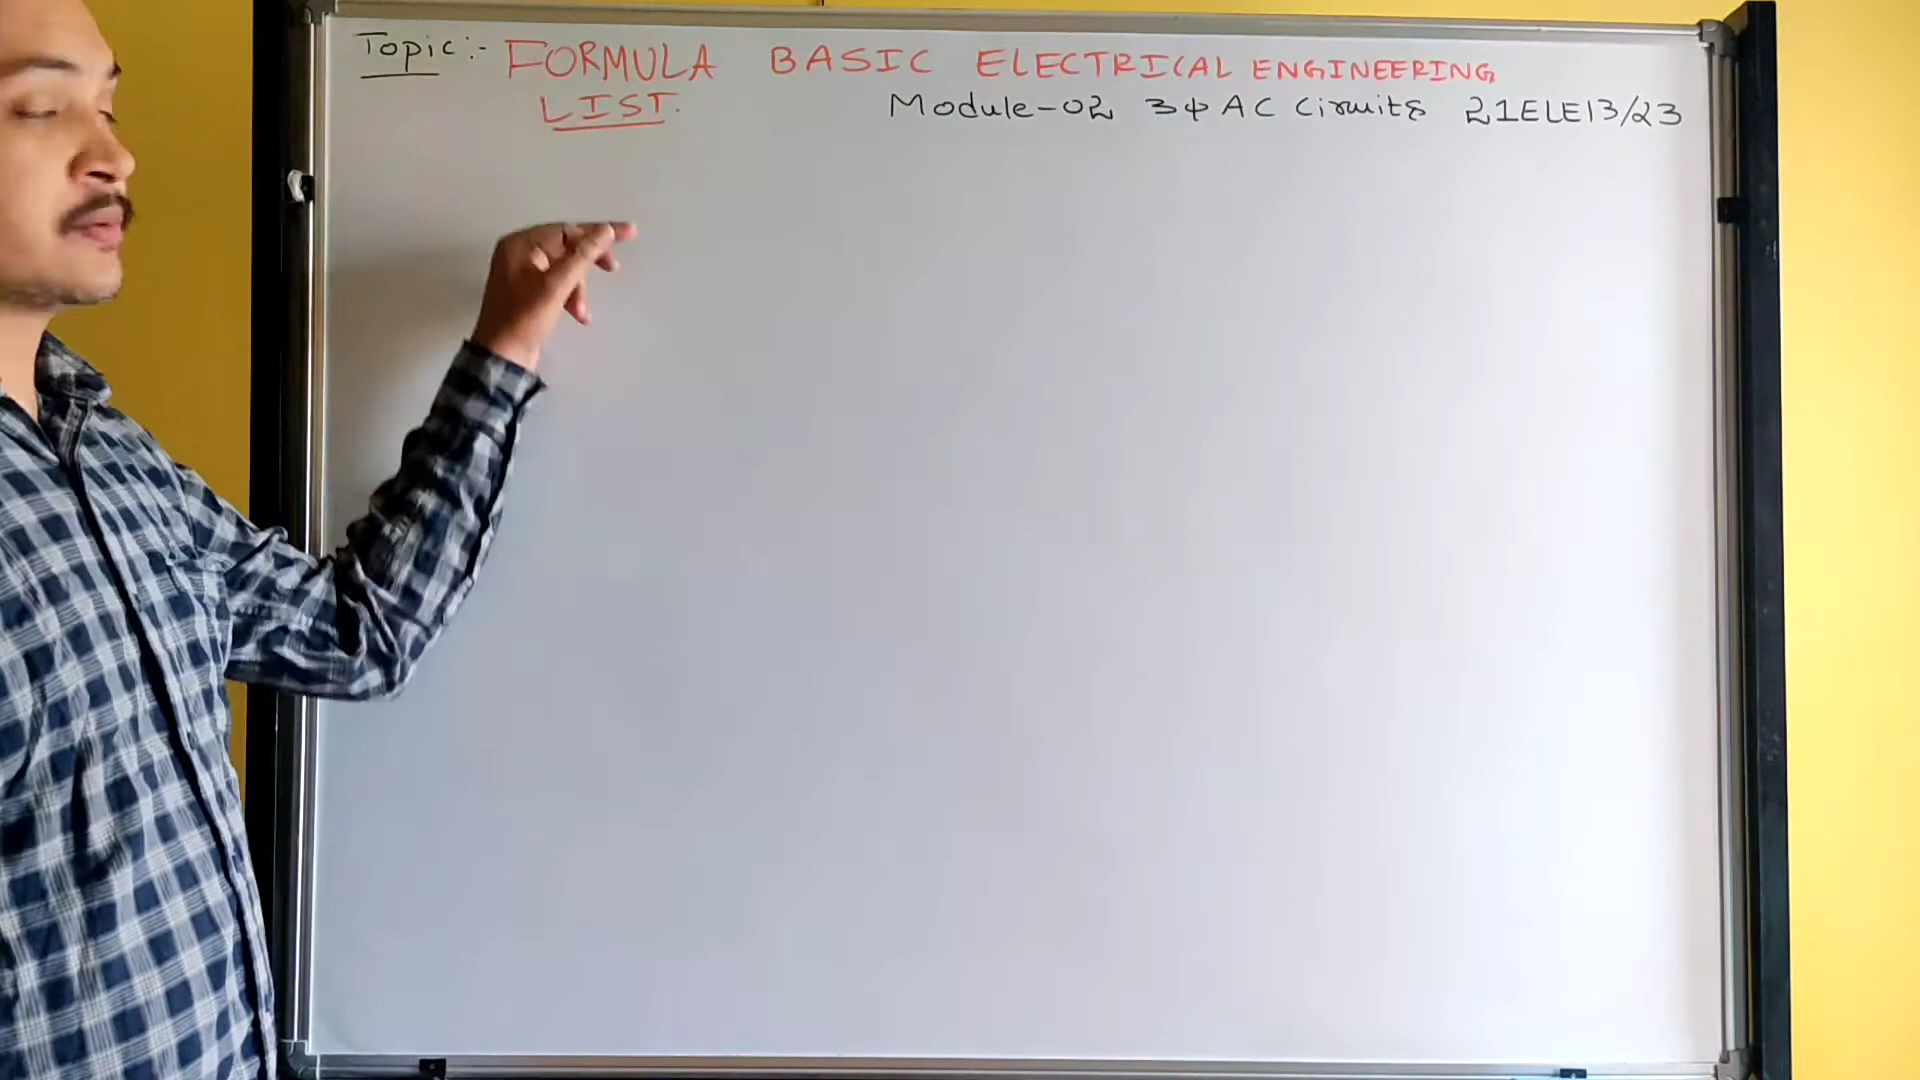 Topic:- FORMULA BASIC ELECTRICAL ENGINEERING
LIST. Module-02 3φ AC Circuits 21ELE13/23